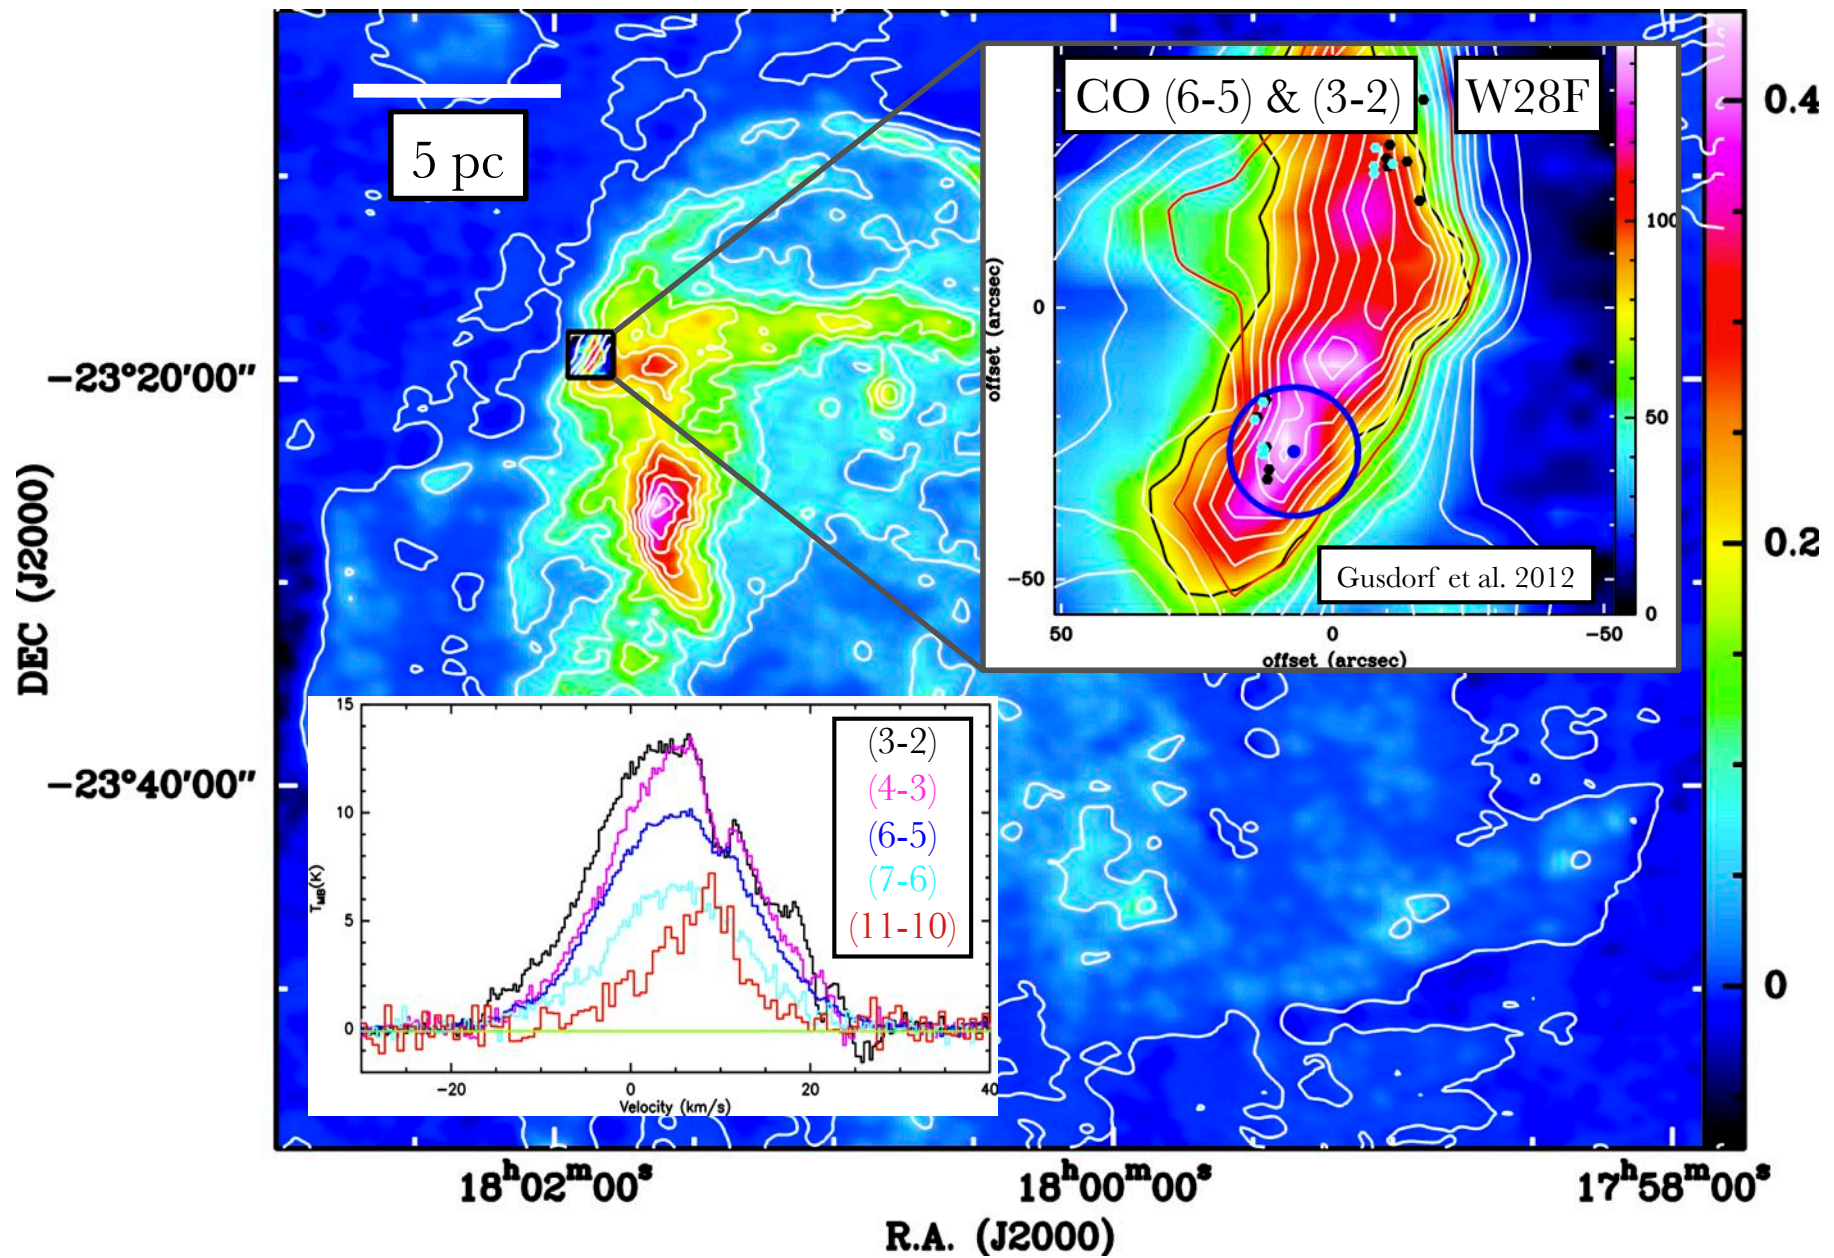 5 pc
CO (6-5) & (3-2)
W28F
Gusdorf et al. 2012
offset (arcsec)
0
−50
50 0 −50
offset (arcsec)
100
50
0
0.4
0.2
0
DEC (J2000)
−23°20′00″
−23°40′00″
15
10
5
0
T_MB(K)
(3-2)
(4-3)
(6-5)
(7-6)
(11-10)
−20 0 20 40
Velocity (km/s)
18h02m00s 18h00m00s 17h58m00s
R.A. (J2000)